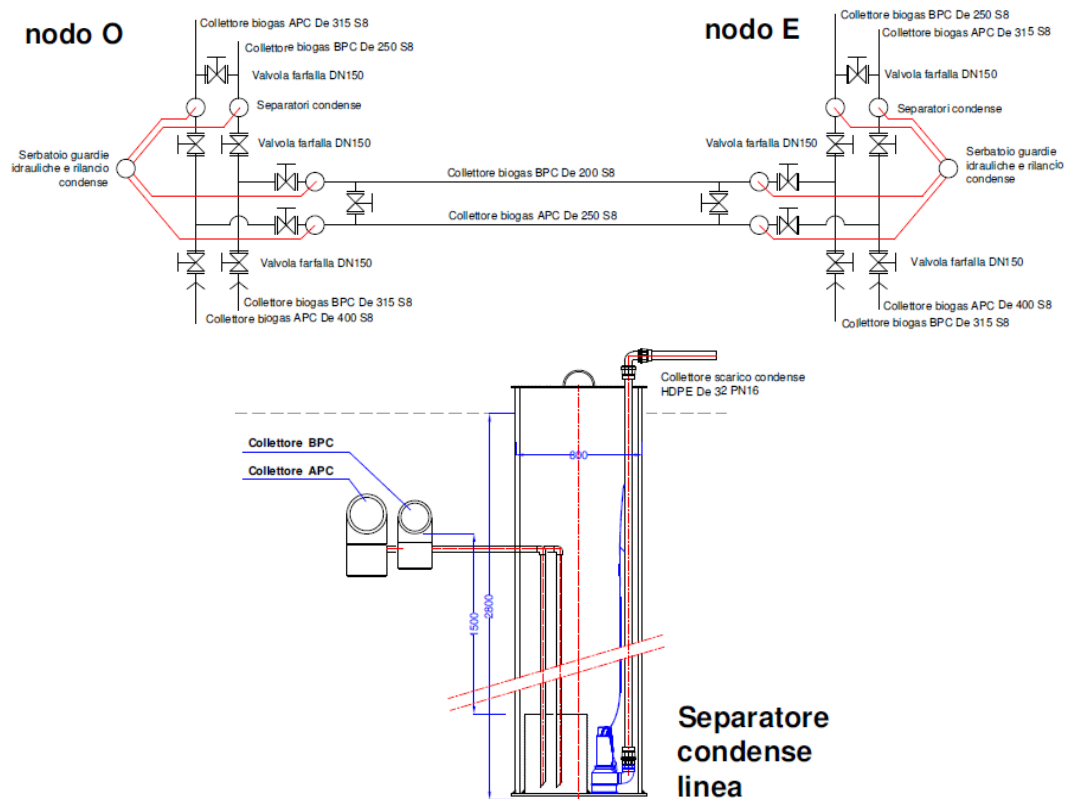 nodo O
Collettore biogas APC De 315 S8
Collettore biogas BPC De 250 S8
Valvola farfalla DN150
Separatori condense
Valvola farfalla DN150
Serbatoio guardie
idrauliche e rilancio
condense
Valvola farfalla DN150
Collettore biogas BPC De 315 S8
Collettore biogas APC De 400 S8
Collettore biogas BPC De 200 S8
Collettore biogas APC De 250 S8
nodo E
Collettore biogas BPC De 250 S8
Collettore biogas APC De 315 S8
Valvola farfalla DN150
Separatori condense
Valvola farfalla DN150
Serbatoio guardie
idrauliche e rilancio
condense
Valvola farfalla DN150
Collettore biogas APC De 400 S8
Collettore biogas BPC De 315 S8
Collettore scarico condense
HDPE De 32 PN16
Collettore BPC
Collettore APC
800
1500
2800
Separatore
condense
linea